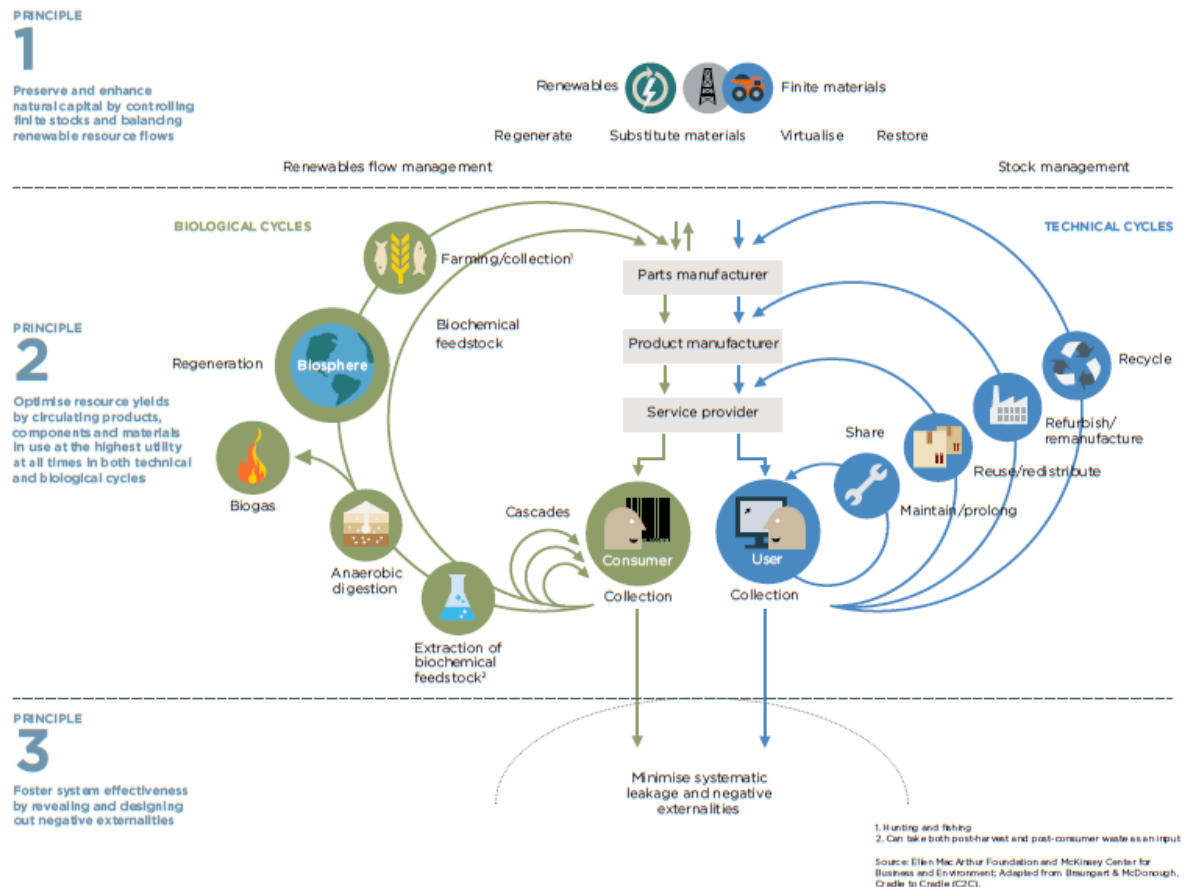 PRINCIPLE
1
Preserve and enhance
natural capital by controlling
finite stocks and balancing
renewable resource flows
Renewables
Finite materials
Regenerate
Substitute materials
Virtualise
Restore
Renewables flow management
Stock management
BIOLOGICAL CYCLES
TECHNICAL CYCLES
Farming/collection¹
Parts manufacturer
PRINCIPLE
2
Optimise resource yields
by circulating products,
components and materials
in use at the highest utility
at all times in both technical
and biological cycles
Regeneration
Biosphere
Biochemical
feedstock
Product manufacturer
Recycle
Service provider
Share
Refurbish/
remanufacture
Reuse/redistribute
Biogas
Cascades
Maintain/prolong
Consumer
User
Anaerobic
digestion
Collection
Collection
Extraction of
biochemical
feedstock²
PRINCIPLE
3
Foster system effectiveness
by revealing and designing
out negative externalities
Minimise systematic
leakage and negative
externalities
1. Hunting and fishing
2. Can take both post-harvest and post-consumer waste as an input
Source: Ellen MacArthur Foundation and McKinsey Center for
Business and Environment; Adapted from Braungart & McDonough,
Cradle to Cradle (C2C).